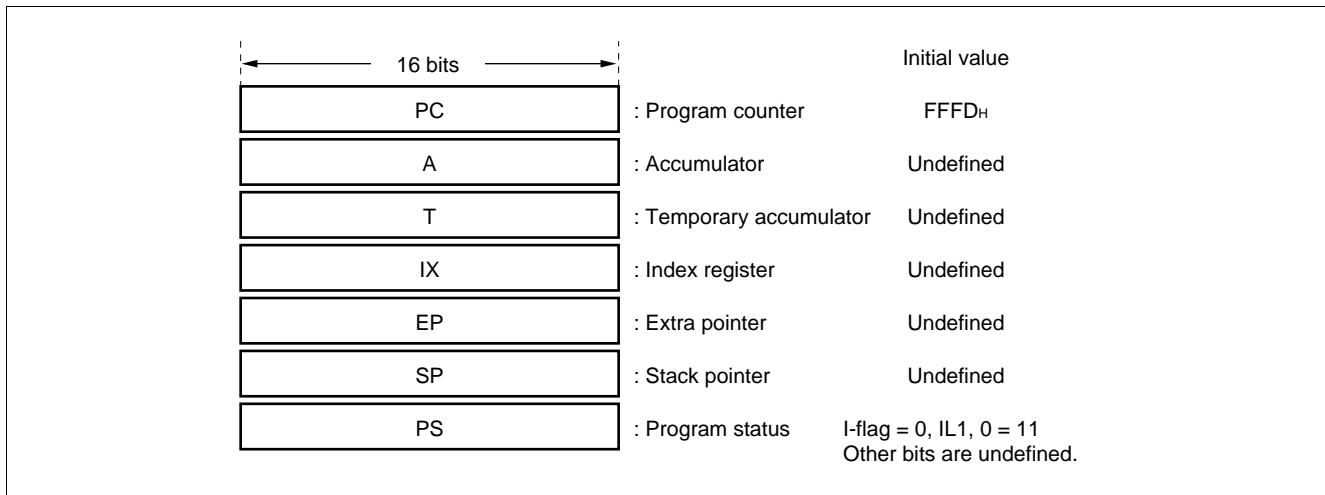 16 bits Initial value
PC : Program counter FFFDH
A : Accumulator Undefined
T : Temporary accumulator Undefined
IX : Index register Undefined
EP : Extra pointer Undefined
SP : Stack pointer Undefined
PS : Program status I-flag = 0, IL1, 0 = 11
Other bits are undefined.